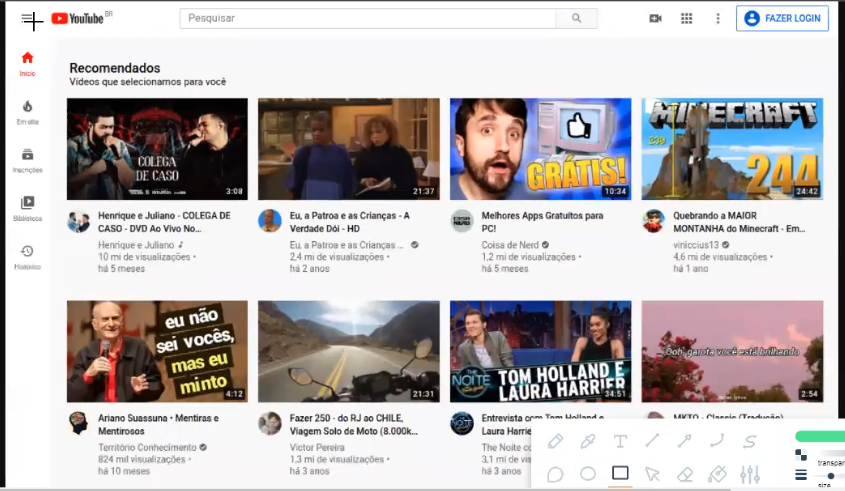 YouTube BR
Pesquisar
FAZER LOGIN
Início
Em alta
Inscrições
Biblioteca
Histórico
Recomendados
Vídeos que selecionamos para você
COLEGA
DE CASO
3:08
21:37
GRÁTIS!
10:34
MINECRAFT
239
244
24:42
Henrique e Juliano - COLEGA DE
CASO - DVD Ao Vivo No...
Henrique e Juliano
10 mi de visualizações •
há 5 meses
Eu, a Patroa e as Crianças - A
Verdade Dói - HD
Eu, a Patroa e as Crianças ...
2,4 mi de visualizações •
há 2 anos
Melhores Apps Gratuitos para
PC!
Coisa de Nerd
1,2 mi de visualizações •
há 5 meses
Quebrando a MAIOR
MONTANHA do Minecraft - Em...
viniccius13
4,6 mi de visualizações •
há 1 ano
eu não
sei vocês,
mas eu
minto
4:12
21:31
THE
NOITE
TOM HOLLAND E
LAURA HARRIER
34:51
Ooh, garota você está brilhando
2:54
Ariano Suassuna • Mentiras e
Mentirosos
Território Conhecimento
824 mil visualizações •
há 10 meses
Fazer 250 - do RJ ao CHILE,
Viagem Solo de Moto (8.000k...
Victor Pereira
1,3 mi de visualizações •
há 3 anos
Entrevista com Tom Holland e
Laura Harrie
The Noite co
3,1 mi de vis
há 3 anos
MKTO - Classic (Tradução)
T
S
transpar
size